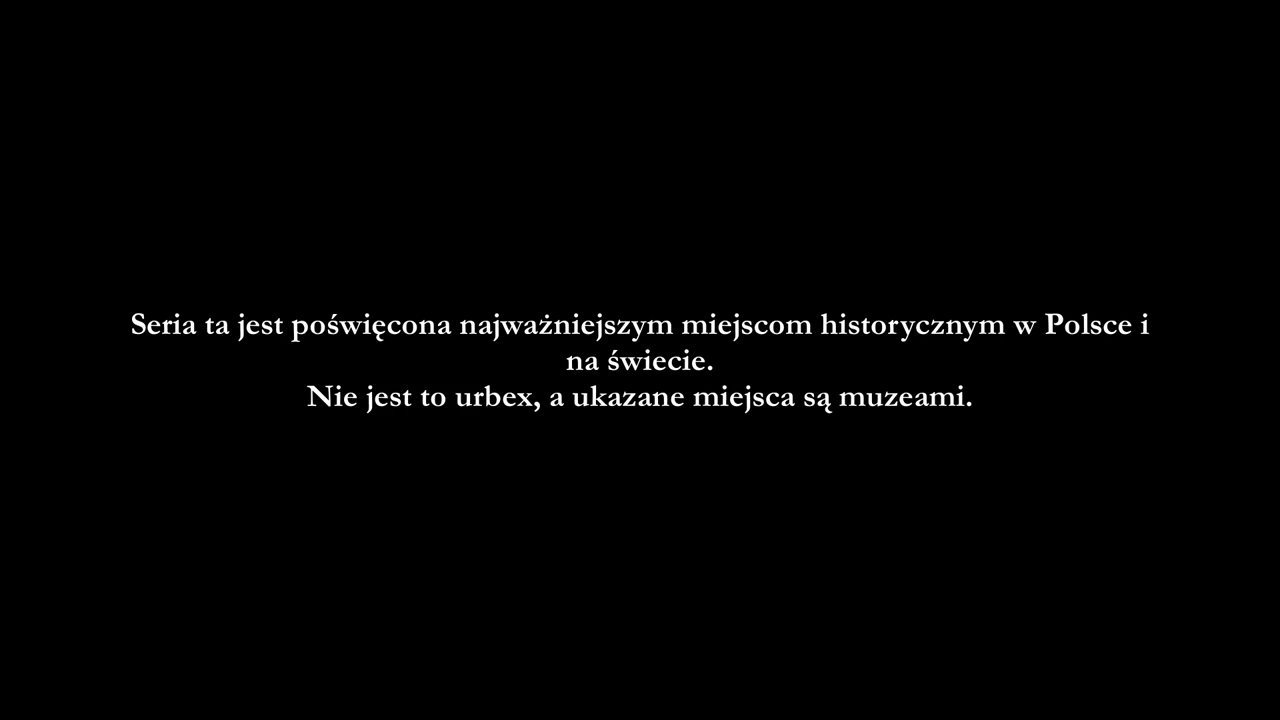 Seria ta jest poświęcona najważniejszym miejscom historycznym w Polsce i
na świecie.
Nie jest to urbex, a ukazane miejsca są muzeami.